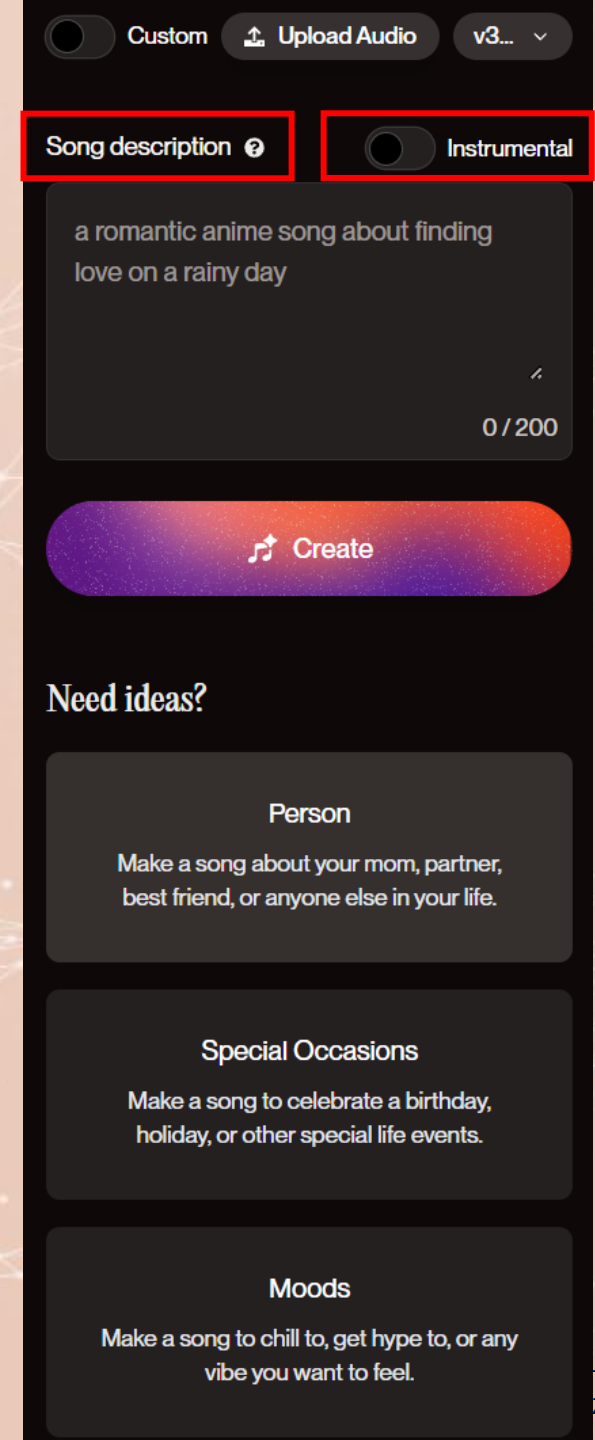 Custom Upload Audio v3...
Song description Instrumental
a romantic anime song about finding
love on a rainy day
0 / 200
Create
Need ideas?
Person
Make a song about your mom, partner,
best friend, or anyone else in your life.
Special Occasions
Make a song to celebrate a birthday,
holiday, or other special life events.
Moods
Make a song to chill to, get hype to, or any
vibe you want to feel.